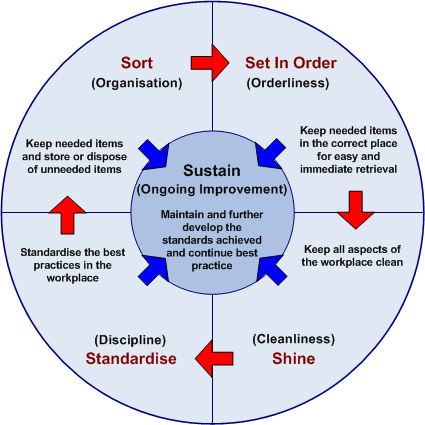 Sort
(Organisation)
Set In Order
(Orderliness)
Keep needed items
and store or dispose
of unneeded items
Keep needed items
in the correct place
for easy and
immediate retrieval
Sustain
(Ongoing Improvement)
Maintain and further
develop the
standards achieved
and continue best
practice
Standardise the best
practices in the
workplace
Keep all aspects of
the workplace clean
(Discipline)
Standardise
(Cleanliness)
Shine